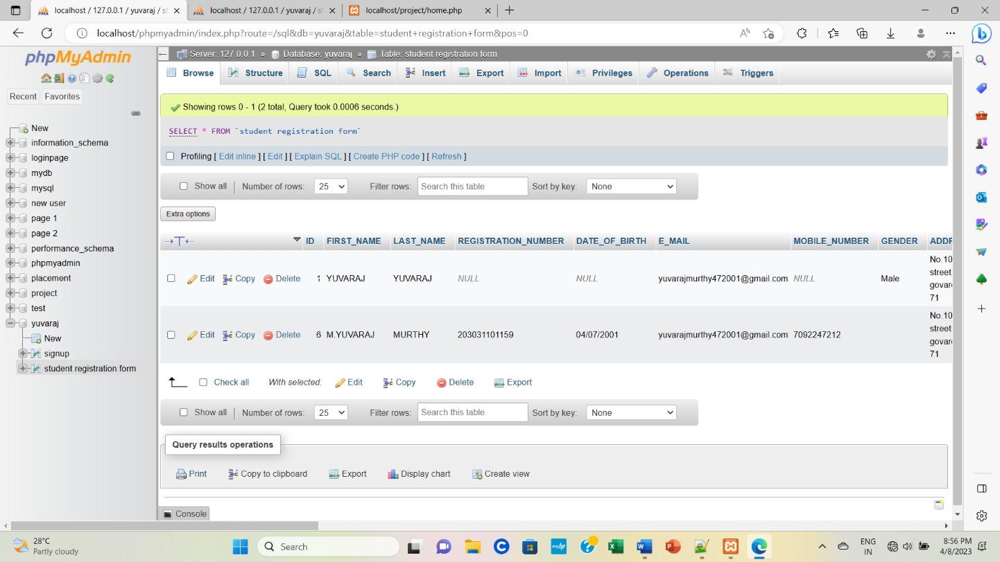 localhost / 127.0.0.1 / yuvaraj / st
localhost / 127.0.0.1 / yuvaraj / st
localhost/project/home.php
localhost/phpmyadmin/index.php?route=/sql&db=yuvaraj&table=student+registration+form&pos=0
phpMyAdmin
Recent
Favorites
New
information_schema
loginpage
mydb
mysql
new user
page 1
page 2
performance_schema
phpmyadmin
placement
project
test
yuvaraj
New
signup
student registration form
Server: 127.0.0.1 » Database: yuvaraj » Table: student registration form
Browse Structure SQL Search Insert Export Import Privileges Operations Triggers
Showing rows 0 - 1 (2 total, Query took 0.0006 seconds.)
SELECT * FROM `student registration form`
Profiling [ Edit inline ] [ Edit ] [ Explain SQL ] [ Create PHP code ] [ Refresh ]
Show all Number of rows: 25 Filter rows: Search this table Sort by key: None
Extra options
ID FIRST_NAME LAST_NAME REGISTRATION_NUMBER DATE_OF_BIRTH E_MAIL MOBILE_NUMBER GENDER ADDR
Edit Copy Delete 1 YUVARAJ YUVARAJ NULL NULL yuvarajmurthy472001@gmail.com NULL Male
No.10
street
govar
71
Edit Copy Delete 6 M.YUVARAJ MURTHY 203031101159 04/07/2001 yuvarajmurthy472001@gmail.com 7092247212
No.10
street
govar
71
Check all With selected: Edit Copy Delete Export
Show all Number of rows: 25 Filter rows: Search this table Sort by key: None
Query results operations
Print Copy to clipboard Export Display chart Create view
Console
28°C
Partly cloudy
Search
ENG
IN
8:56 PM
4/8/2023